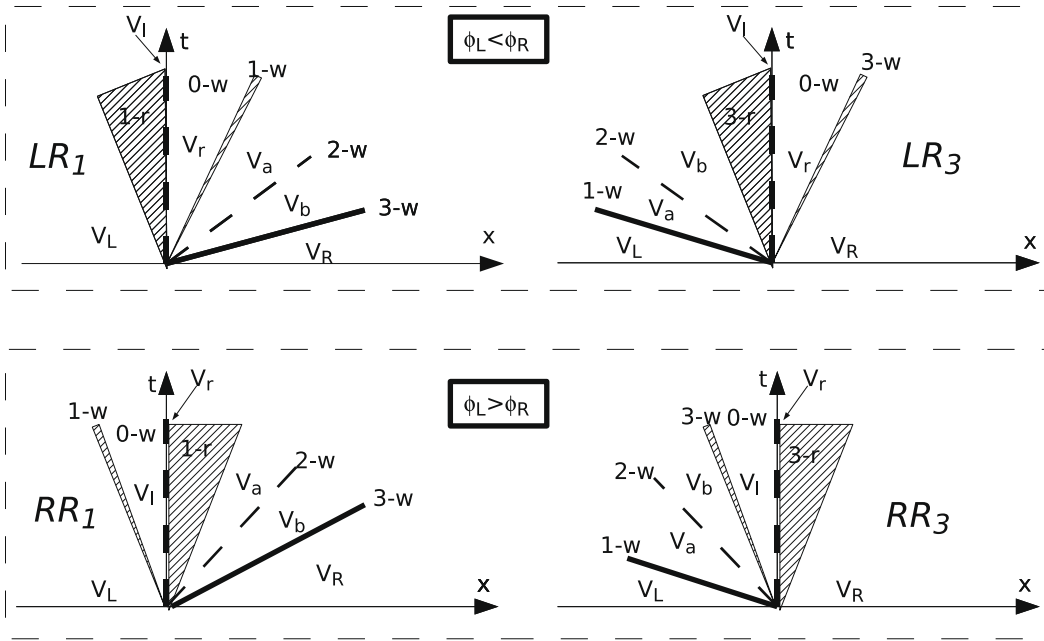 V_l t
ϕ_L<ϕ_R
V_l t
0-w 1-w
0-w 3-w
1-r
3-r
LR_1
V_r V_a 2-w
2-w V_b V_r
LR_3
V_b 3-w
1-w V_a
V_L V_R x
V_L V_R x
t V_r
ϕ_L>ϕ_R
t V_r
1-w 0-w
3-w 0-w
1-r
3-r
RR_1
V_l V_a 2-w
2-w V_b V_l
RR_3
V_b 3-w
1-w V_a
V_L V_R x
V_L V_R x